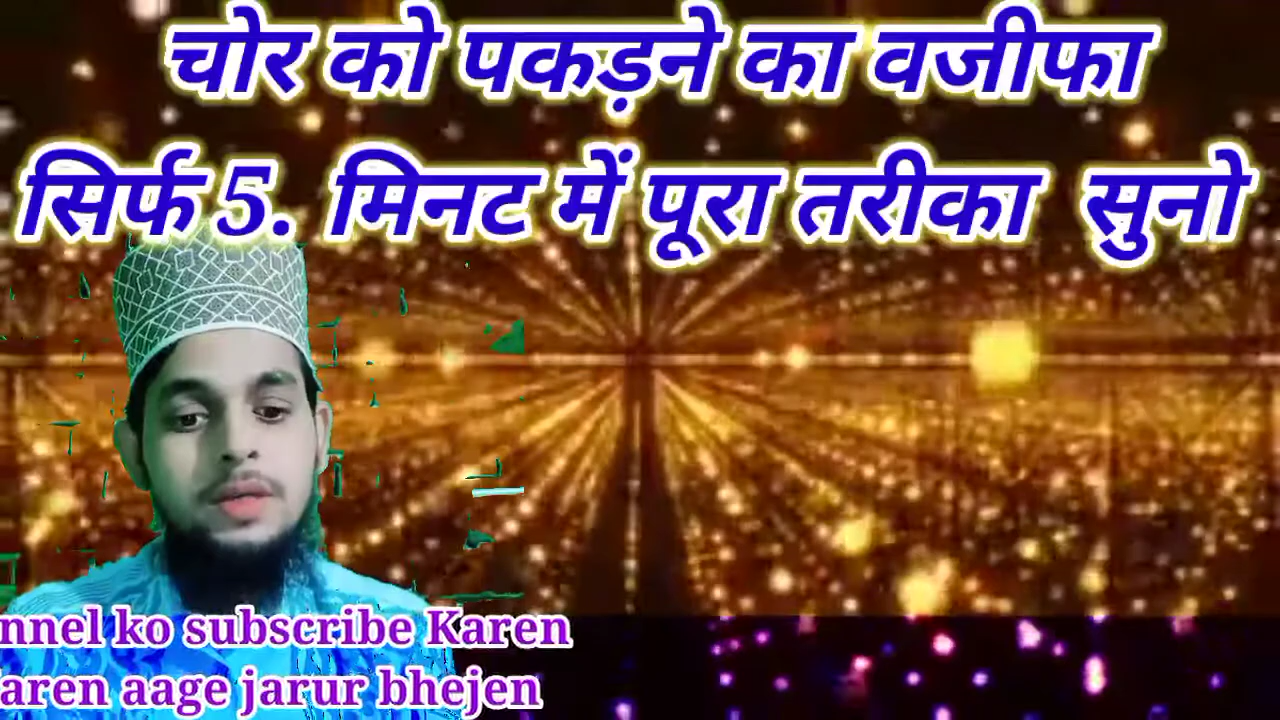 चोर को पकड़ने का वजीफा
सिर्फ 5. मिनट में पूरा तरीका सुनो
nnel ko subscribe Karen
aren aage jarur bhejen